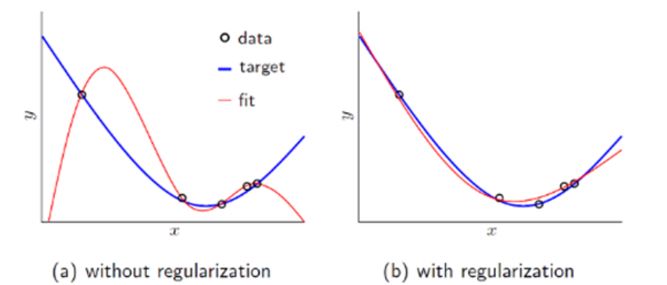 data
target
fit
y
x
y
x
(a) without regularization
(b) with regularization